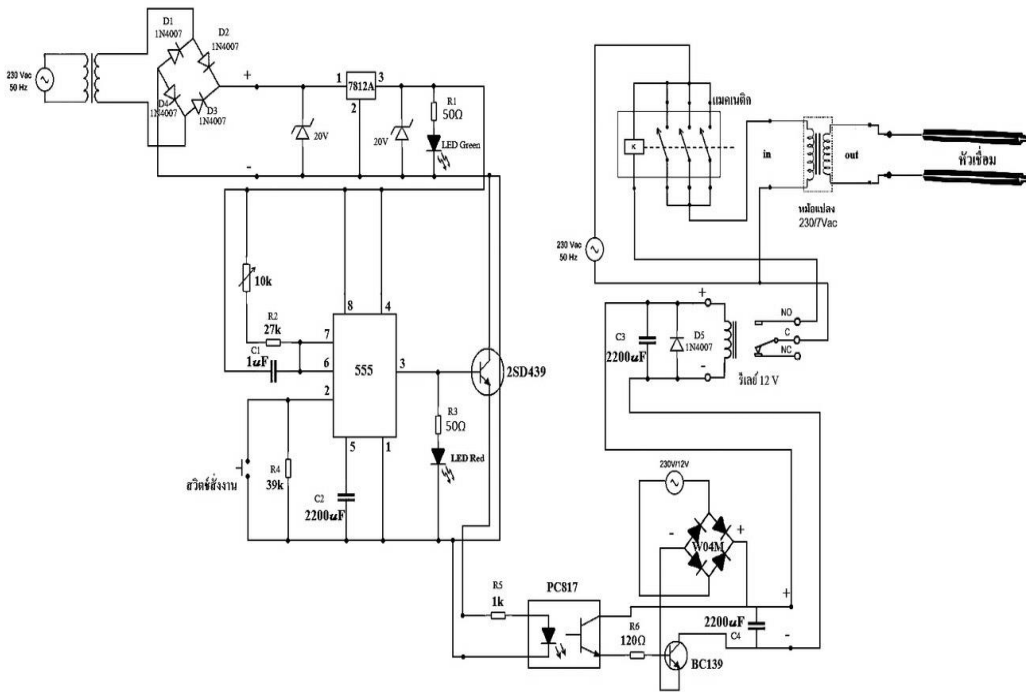 D1
1N4007
D2
1N4007
D4
1N4007
D3
1N4007
230 Vac
50 Hz
+
-
1
7812A
3
2
20V
20V
R1
50Ω
LED Green
10k
R2
27k
C1
1uF
8
4
7
6
555
3
2
5
1
2SD439
R3
50Ω
LED Red
สวิตช์สั่งงาน
R4
39k
C2
2200uF
แมคเนติก
K
in
out
หัวเชื่อม
หม้อแปลง
230/7Vac
230 Vac
50 Hz
+
-
C3
2200uF
D5
1N4007
NO
C
NC
รีเลย์ 12 V
230V/12V
-
+
W04M
PC817
R5
1k
R6
120Ω
BC139
2200uF
C4
+
-